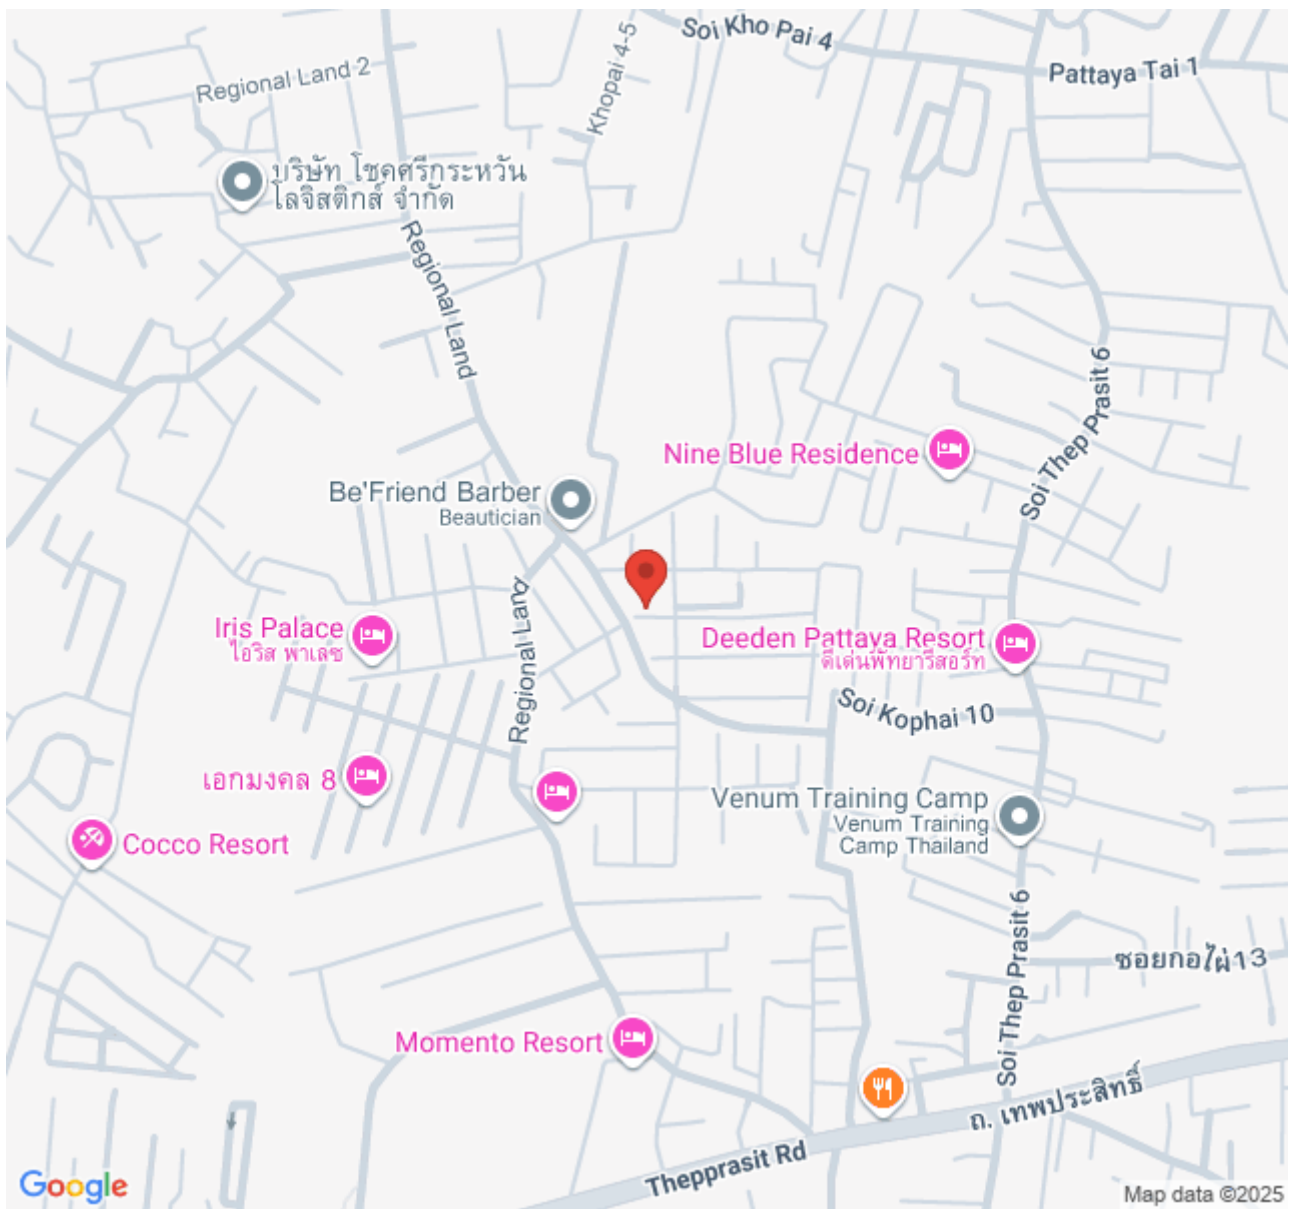 Soi Kho Pai 4
Pattaya Tai 1
Regional Land 2
Khopai 4-5
บริษัท โชคศรีกระหวัน
โลจิสติกส์ จำกัด
Regional Land
Soi Thep Prasit 6
Nine Blue Residence
Be'Friend Barber
Beautician
Regional Land
Iris Palace
ไอริส พาเลซ
Deeden Pattaya Resort
ดีเด่นพัทยารีสอร์ท
Soi Kophai 10
เอกมงคล 8
Venum Training Camp
Venum Training
Camp Thailand
Cocco Resort
Soi Thep Prasit 6
ซอยกอไผ่13
Momento Resort
ถ. เทพประสิทธิ์
Thepprasit Rd
Google
Map data ©2025